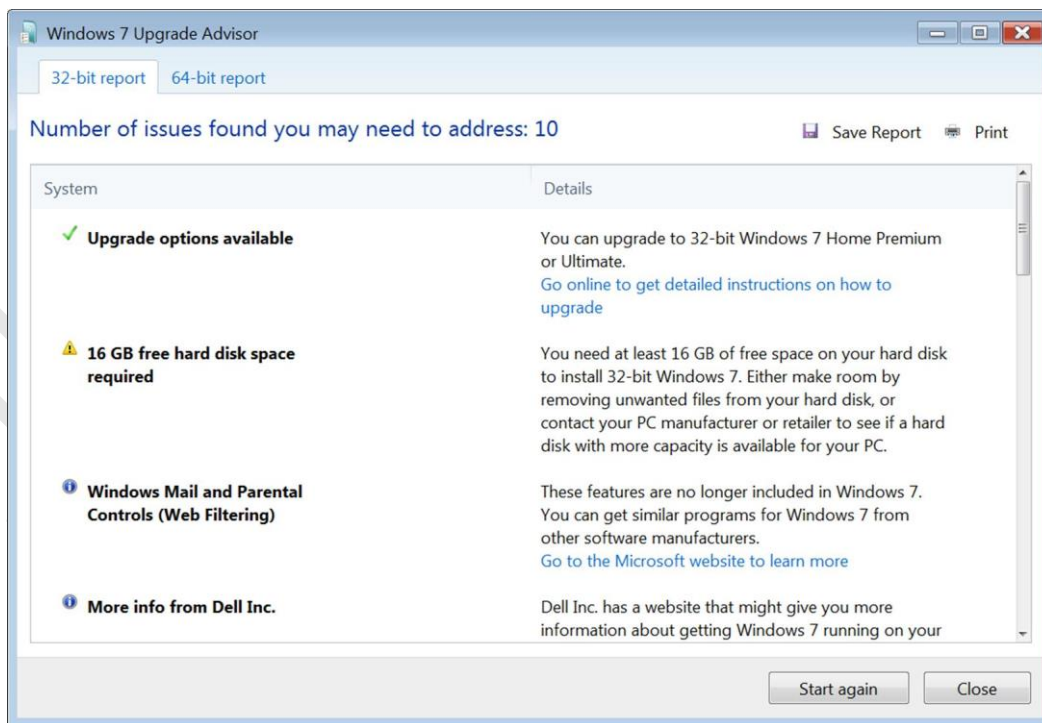 Windows 7 Upgrade Advisor
32-bit report 64-bit report
Number of issues found you may need to address: 10
Save Report Print
System Details
Upgrade options available
You can upgrade to 32-bit Windows 7 Home Premium
or Ultimate.
Go online to get detailed instructions on how to
upgrade
16 GB free hard disk space
required
You need at least 16 GB of free space on your hard disk
to install 32-bit Windows 7. Either make room by
removing unwanted files from your hard disk, or
contact your PC manufacturer or retailer to see if a hard
disk with more capacity is available for your PC.
Windows Mail and Parental
Controls (Web Filtering)
These features are no longer included in Windows 7.
You can get similar programs for Windows 7 from
other software manufacturers.
Go to the Microsoft website to learn more
More info from Dell Inc.
Dell Inc. has a website that might give you more
information about getting Windows 7 running on your
Start again Close